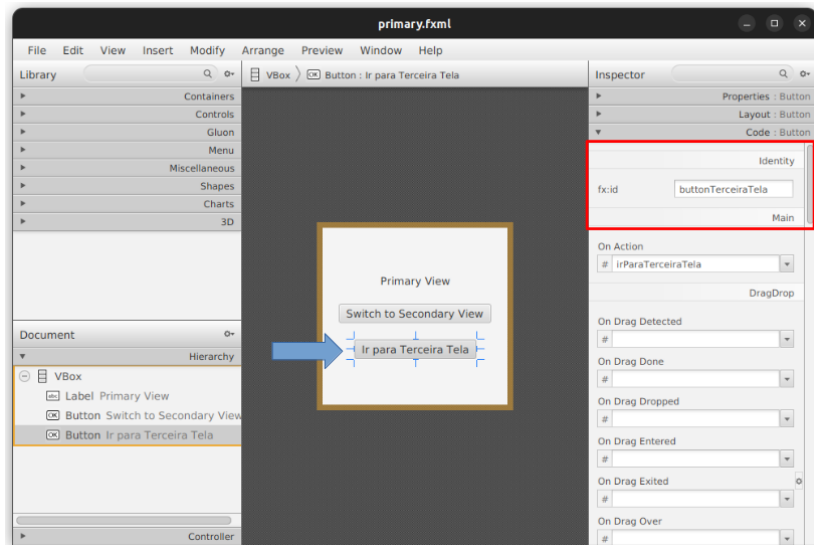 primary.fxml
File Edit View Insert Modify Arrange Preview Window Help
Library
Containers
Controls
Gluon
Menu
Miscellaneous
Shapes
Charts
3D
Document
Hierarchy
VBox
abc Label Primary View
OK Button Switch to Secondary View
OK Button Ir para Terceira Tela
Controller
VBox OK Button : Ir para Terceira Tela
Primary View
Switch to Secondary View
Ir para Terceira Tela
Inspector
Properties : Button
Layout : Button
Code : Button
Identity
fx:id buttonTerceiraTela
Main
On Action
# irParaTerceiraTela
DragDrop
On Drag Detected
#
On Drag Done
#
On Drag Dropped
#
On Drag Entered
#
On Drag Exited
#
On Drag Over
#